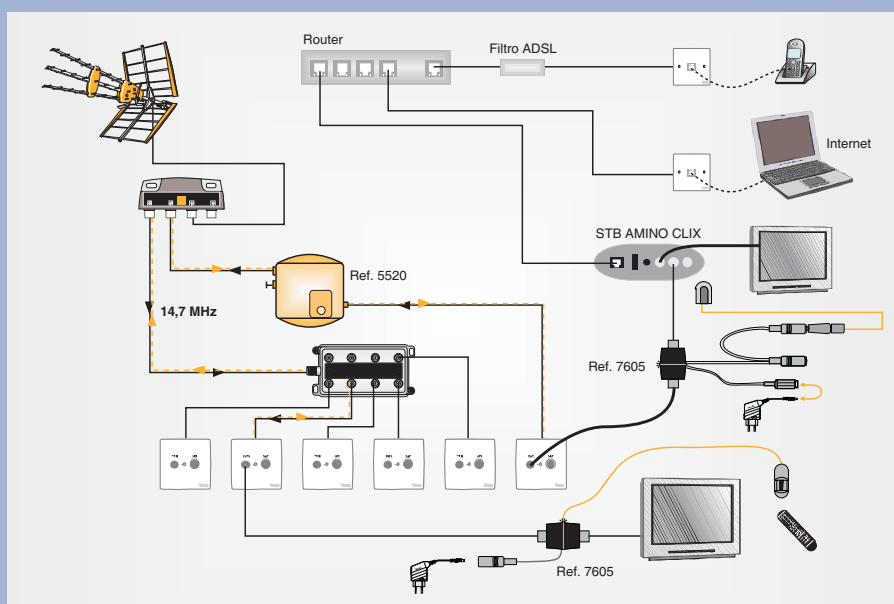 Router
Filtro ADSL
Internet
STB AMINO CLIX
Ref. 5520
14,7 MHz
Ref. 7605
Ref. 7605